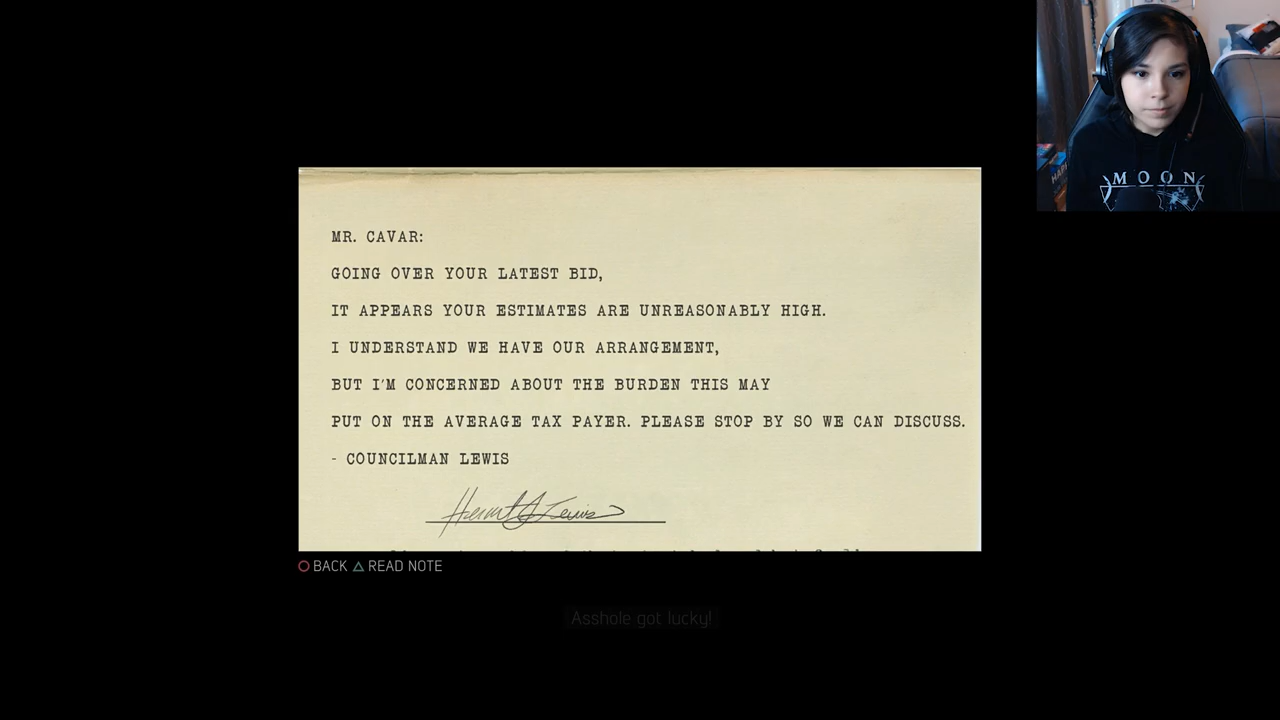 MOON
MR. CAVAR:
GOING OVER YOUR LATEST BID,
IT APPEARS YOUR ESTIMATES ARE UNREASONABLY HIGH.
I UNDERSTAND WE HAVE OUR ARRANGEMENT,
BUT I'M CONCERNED ABOUT THE BURDEN THIS MAY
PUT ON THE AVERAGE TAX PAYER. PLEASE STOP BY SO WE CAN DISCUSS.
- COUNCILMAN LEWIS
Lewis
BACK READ NOTE
Asshole got lucky!